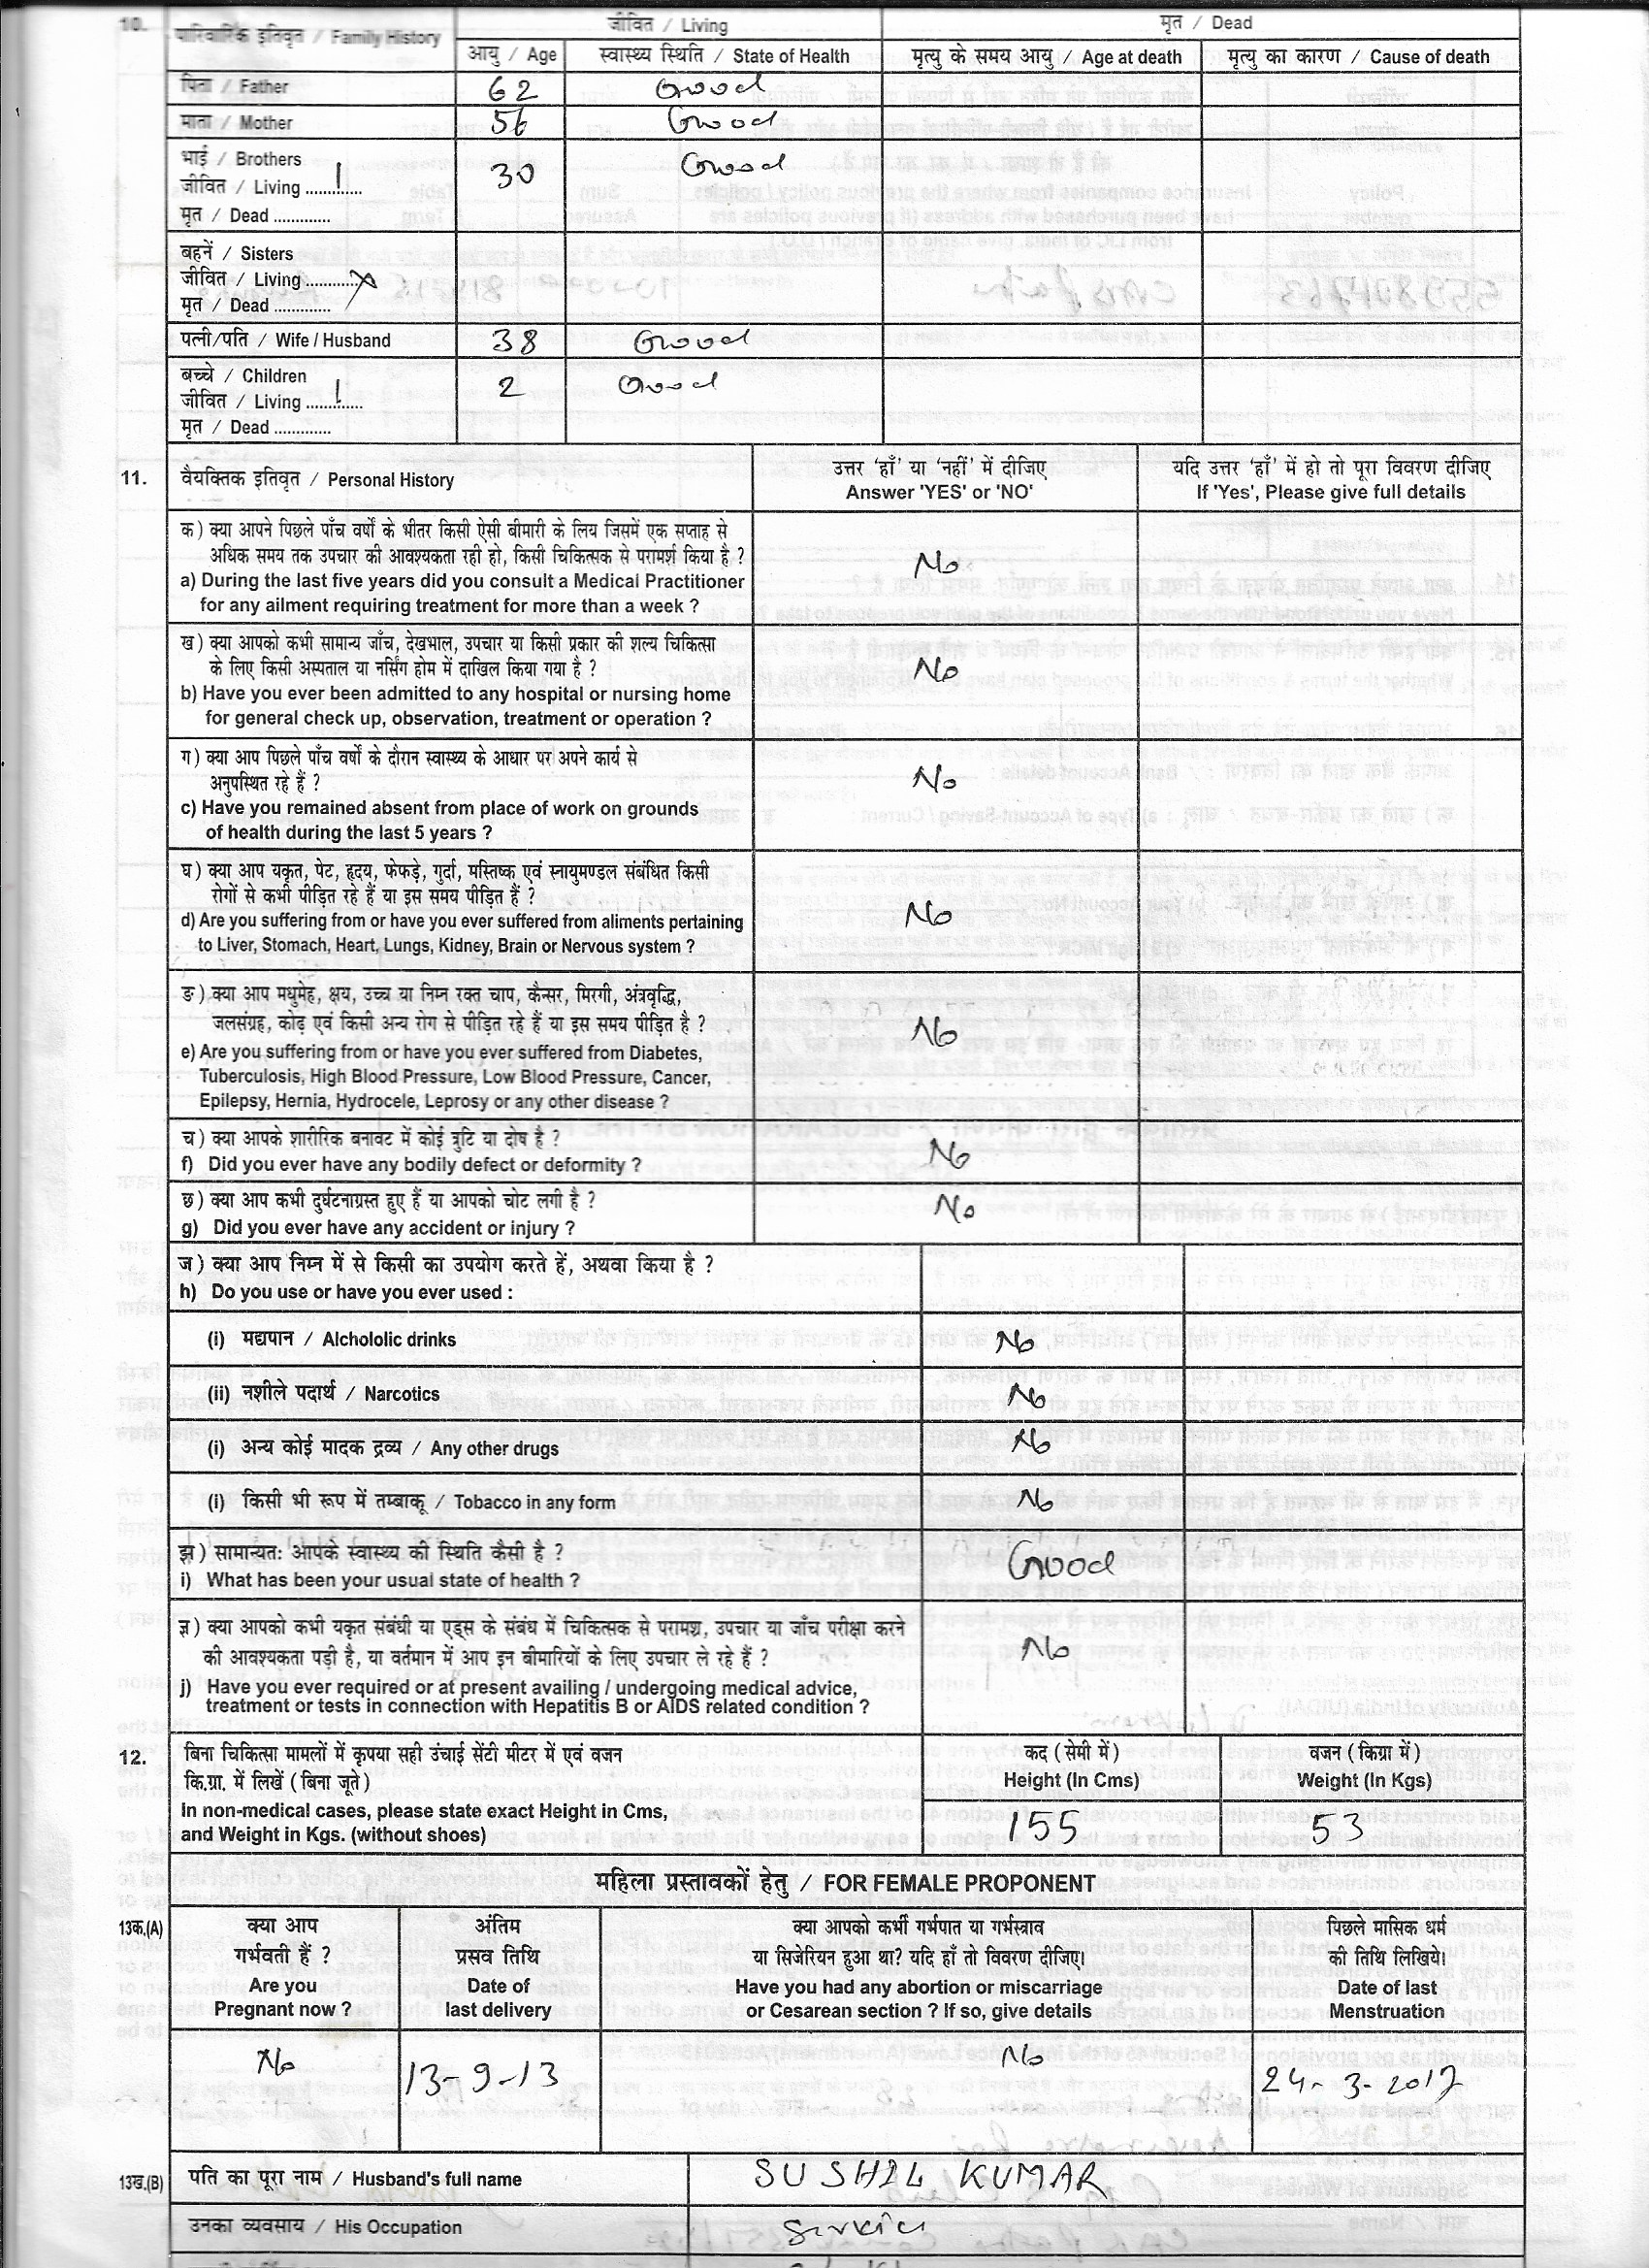 10. पारिवारिक इतिवृत / Family History
जीवित / Living
मृत / Dead
आयु / Age
स्वास्थ्य स्थिति / State of Health
मृत्यु के समय आयु / Age at death
मृत्यु का कारण / Cause of death
पिता / Father 62 Good
माता / Mother 56 Good
भाई / Brothers
जीवित / Living ....1.... 30 Good
मृत / Dead .............
बहनें / Sisters
जीवित / Living ...........X
मृत / Dead .............
पत्नी/पति / Wife / Husband 38 Good
बच्चे / Children
जीवित / Living ....1.... 2 Good
मृत / Dead .............
11. वैयक्तिक इतिवृत / Personal History
उत्तर 'हाँ' या 'नहीं' में दीजिए
Answer 'YES' or 'NO'
यदि उत्तर 'हाँ' में हो तो पूरा विवरण दीजिए
If 'Yes', Please give full details
क) क्या आपने पिछले पाँच वर्षों के भीतर किसी ऐसी बीमारी के लिय जिसमें एक सप्ताह से
अधिक समय तक उपचार की आवश्यकता रही हो, किसी चिकित्सक से परामर्श किया है ?
a) During the last five years did you consult a Medical Practitioner
for any ailment requiring treatment for more than a week ?
No
ख) क्या आपको कभी सामान्य जाँच, देखभाल, उपचार या किसी प्रकार की शल्य चिकित्सा
के लिए किसी अस्पताल या नर्सिंग होम में दाखिल किया गया है ?
b) Have you ever been admitted to any hospital or nursing home
for general check up, observation, treatment or operation ?
No
ग) क्या आप पिछले पाँच वर्षों के दौरान स्वास्थ्य के आधार पर अपने कार्य से
अनुपस्थित रहे हैं ?
c) Have you remained absent from place of work on grounds
of health during the last 5 years ?
No
घ) क्या आप यकृत, पेट, हृदय, फेफड़े, गुर्दा, मस्तिष्क एवं स्नायुमण्डल संबंधित किसी
रोगों से कभी पीड़ित रहे हैं या इस समय पीड़ित हैं ?
d) Are you suffering from or have you ever suffered from aliments pertaining
to Liver, Stomach, Heart, Lungs, Kidney, Brain or Nervous system ?
No
ङ) क्या आप मधुमेह, क्षय, उच्च या निम्न रक्त चाप, कैन्सर, मिरगी, अंत्रवृद्धि,
जलसंग्रह, कोढ़ एवं किसी अन्य रोग से पीड़ित रहे हैं या इस समय पीड़ित है ?
e) Are you suffering from or have you ever suffered from Diabetes,
Tuberculosis, High Blood Pressure, Low Blood Pressure, Cancer,
Epilepsy, Hernia, Hydrocele, Leprosy or any other disease ?
No
च) क्या आपके शारीरिक बनावट में कोई त्रुटि या दोष है ?
f) Did you ever have any bodily defect or deformity ?
No
छ) क्या आप कभी दुर्घटनाग्रस्त हुए हैं या आपको चोट लगी है ?
g) Did you ever have any accident or injury ?
No
ज) क्या आप निम्न में से किसी का उपयोग करते हें, अथवा किया है ?
h) Do you use or have you ever used :
(i) मद्यपान / Alchololic drinks No
(ii) नशीले पदार्थ / Narcotics No
(i) अन्य कोई मादक द्रव्य / Any other drugs No
(i) किसी भी रूप में तम्बाकू / Tobacco in any form No
झ) सामान्यतः आपके स्वास्थ्य की स्थिति कैसी है ?
i) What has been your usual state of health ?
Good
ञ) क्या आपको कभी यकृत संबंधी या एड्स के संबंध में चिकित्सक से परामश्र, उपचार या जाँच परीक्षा करने
की आवश्यकता पड़ी है, या वर्तमान में आप इन बीमारियों के लिए उपचार ले रहे हैं ?
j) Have you ever required or at present availing / undergoing medical advice,
treatment or tests in connection with Hepatitis B or AIDS related condition ?
No
12. बिना चिकित्सा मामलों में कृपया सही उंचाई सेंटी मीटर में एवं वजन
कि.ग्रा. में लिखें (बिना जूते)
In non-medical cases, please state exact Height in Cms,
and Weight in Kgs. (without shoes)
कद (सेमी में)
Height (In Cms)
155
वजन (किग्रा में)
Weight (In Kgs)
53
महिला प्रस्तावकों हेतु / FOR FEMALE PROPONENT
13क.(A)
क्या आप
गर्भवती हैं ?
Are you
Pregnant now ?
अंतिम
प्रसव तिथि
Date of
last delivery
क्या आपको कर्भी गर्भपात या गर्भस्त्राव
या सिजेरियन हुआ था? यदि हाँ तो विवरण दीजिए।
Have you had any abortion or miscarriage
or Cesarean section ? If so, give details
पिछले मासिक धर्म
की तिथि लिखिये।
Date of last
Menstruation
No 13-9-13 No 24-3-2017
13ख.(B) पति का पूरा नाम / Husband's full name SUSHIL KUMAR
उनका व्यवसाय / His Occupation